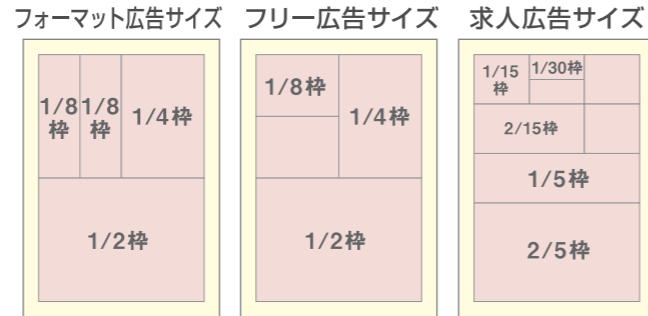 フォーマット広告サイズ
1/8
枠
1/8
枠
1/4枠
1/2枠
フリー広告サイズ
1/8枠
1/4枠
1/2枠
求人広告サイズ
1/15
枠
1/30枠
2/15枠
1/5枠
2/5枠